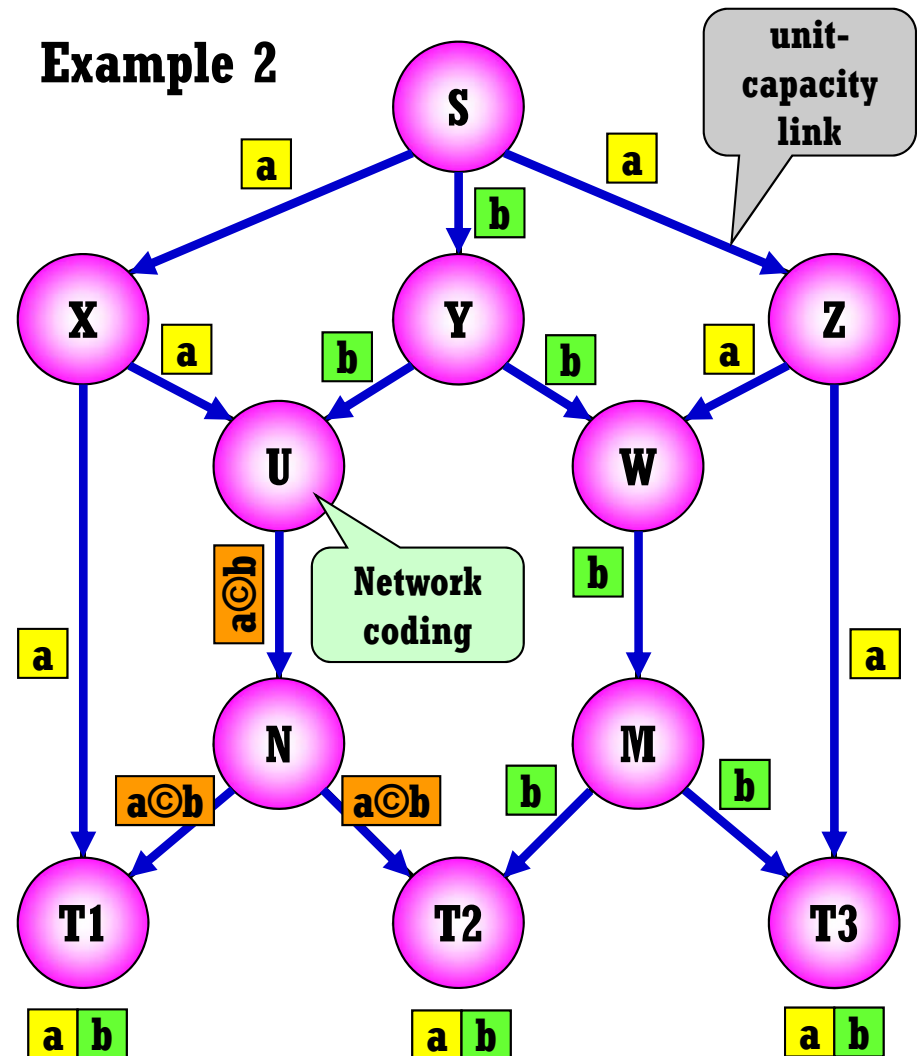 Example 2
unit-
capacity
link
S
a
a
b
X
Y
Z
a
b
b
a
U
W
a©b
Network
coding
b
a
a
N
M
a©b
a©b
b
b
T1
T2
T3
a b
a b
a b